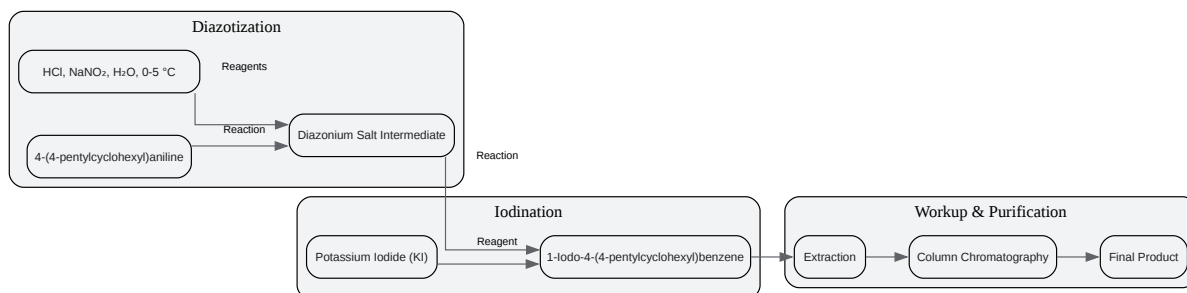 Diazotization
HCl, NaNO₂, H₂O, 0-5 °C
Reagents
Reaction
Diazonium Salt Intermediate
4-(4-pentylcyclohexyl)aniline
Reaction
Iodination
Reagent
Potassium Iodide (KI)
1-Iodo-4-(4-pentylcyclohexyl)benzene
Workup & Purification
Extraction
Column Chromatography
Final Product